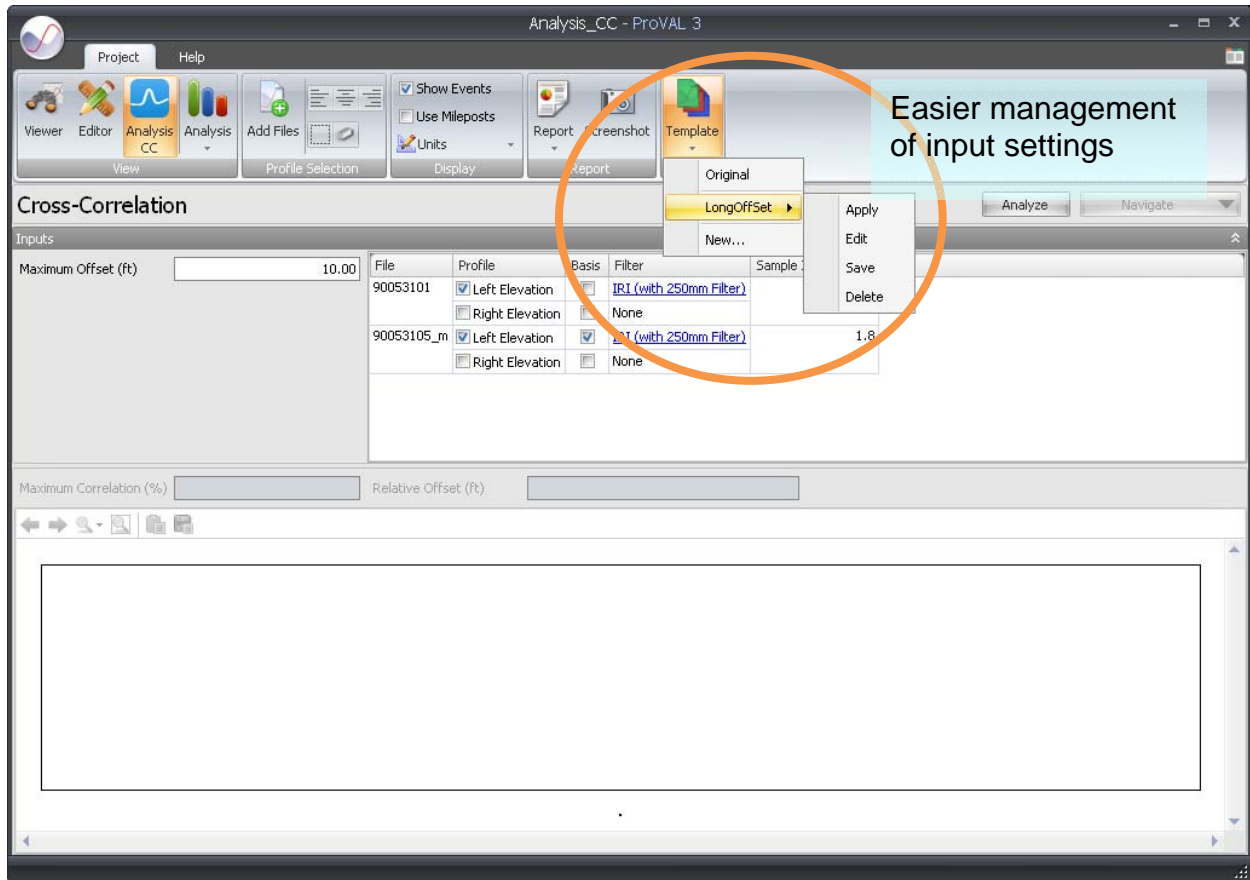 Analysis_CC - ProVAL 3
Project Help
Viewer Editor Analysis CC Analysis Add Files Show Events Use Mileposts Units Report Screenshot Template
View Profile Selection Display Report
Easier management
of input settings
Original
LongOffSet
New...
Apply
Edit
Save
Delete
Cross-Correlation Analyze Navigate
Inputs
Maximum Offset (ft) 10.00
File Profile Basis Filter Sample
90053101 Left Elevation IRI (with 250mm Filter)
Right Elevation None
90053105_m Left Elevation IRI (with 250mm Filter) 1.8
Right Elevation None
Maximum Correlation (%) Relative Offset (ft)